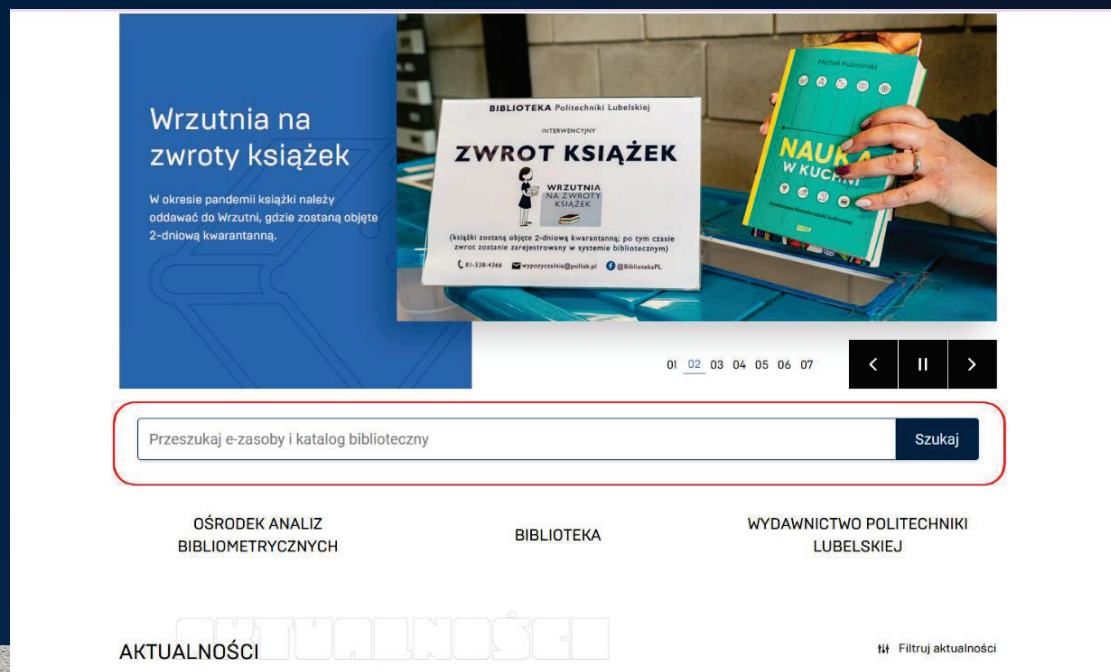 Wrzutnia na
zwroty książek
W okresie pandemii książki należy
oddawać do Wrzutni, gdzie zostaną objęte
2-dniową kwarantanną.
BIBLIOTEKA Politechniki Lubelskiej
INTERWENCYJNY
ZWROT KSIĄŻEK
WRZUTNIA
NA ZWROTY
KSIĄŻEK
(książki zostaną objęte 2-dniową kwarantanną; po tym czasie
zwrot zostanie zarejestrowany w systemie bibliotecznym)
81-538-4366 wypozyczalnia@pollub.pl @BibliotekaPL
Michał Kuźmiński
NAUKA
W KUCHNI
01 02 03 04 05 06 07
Przeszukaj e-zasoby i katalog biblioteczny
Szukaj
OŚRODEK ANALIZ
BIBLIOMETRYCZNYCH
BIBLIOTEKA
WYDAWNICTWO POLITECHNIKI
LUBELSKIEJ
AKTUALNOŚCI
AKTUALNOŚCI
Filtruj aktualności